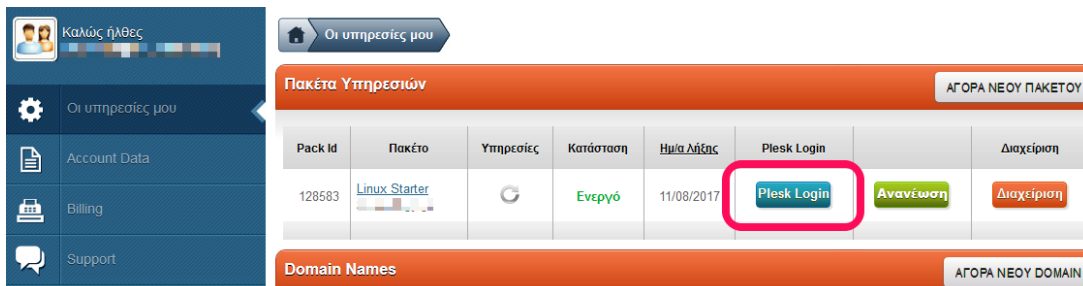 Καλώς ήλθες
Οι υπηρεσίες μου
Account Data
Billing
Support
Οι υπηρεσίες μου
Πακέτα Υπηρεσιών
ΑΓΟΡΑ ΝΕΟΥ ΠΑΚΕΤΟΥ
Pack Id Πακέτο Υπηρεσίες Κατάσταση Ημ/α Λήξης Plesk Login Διαχείριση
128583 Linux Starter Ενεργό 11/08/2017 Plesk Login Ανανέωση Διαχείριση
Domain Names
ΑΓΟΡΑ ΝΕΟΥ DOMAIN